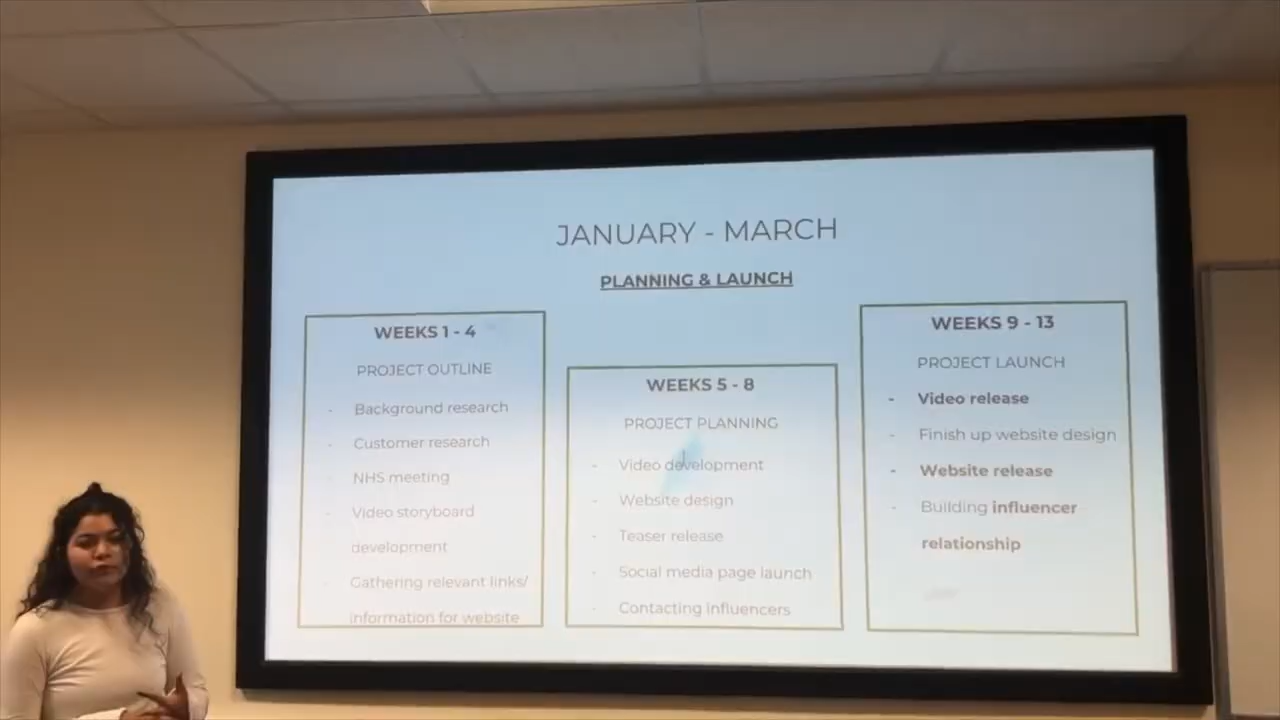 JANUARY - MARCH
PLANNING & LAUNCH
WEEKS 1 - 4
PROJECT OUTLINE
- Background research
- Customer research
- NHS meeting
- Video storyboard
development
- Gathering relevant links/
information for website
WEEKS 5 - 8
PROJECT PLANNING
- Video development
- Website design
- Teaser release
- Social media page launch
- Contacting influencers
WEEKS 9 - 13
PROJECT LAUNCH
- Video release
- Finish up website design
- Website release
- Building influencer
relationship